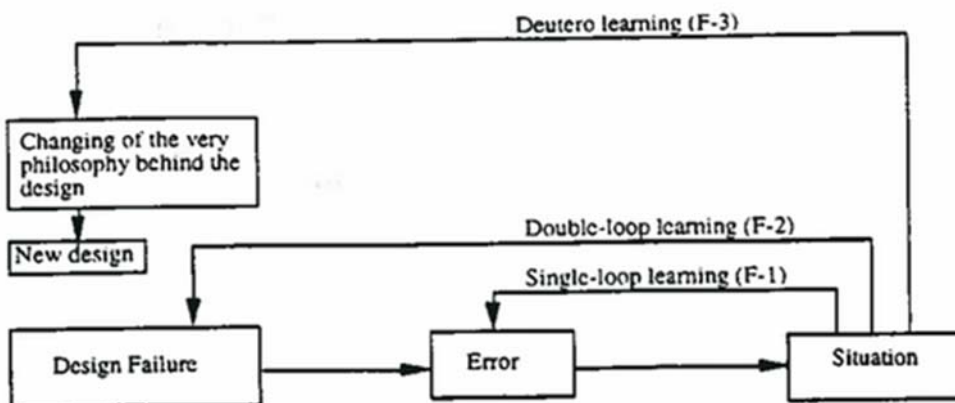 Deutero learning (F-3)
Changing of the very
philosophy behind the
design
New design
Double-loop learning (F-2)
Single-loop learning (F-1)
Design Failure
Error
Situation